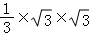 1/3 × √3 × √3